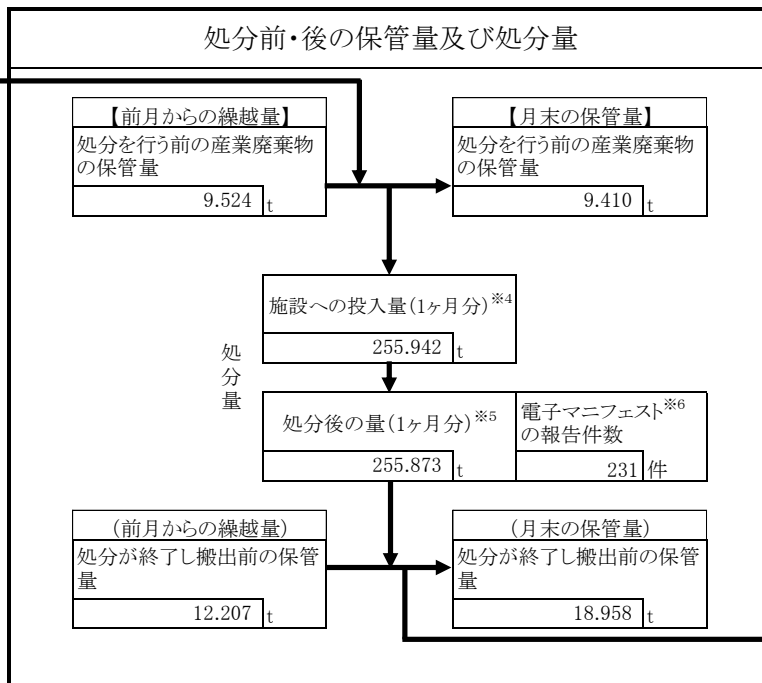 処分前・後の保管量及び処分量
【前月からの繰越量】
処分を行う前の産業廃棄物
の保管量
9.524 t
【月末の保管量】
処分を行う前の産業廃棄物
の保管量
9.410 t
施設への投入量(1ヶ月分)※4
255.942 t
処分量
処分後の量(1ヶ月分)※5
255.873 t
電子マニフェスト※6
の報告件数
231 件
(前月からの繰越量)
処分が終了し搬出前の保管
量
12.207 t
(月末の保管量)
処分が終了し搬出前の保管
量
18.958 t